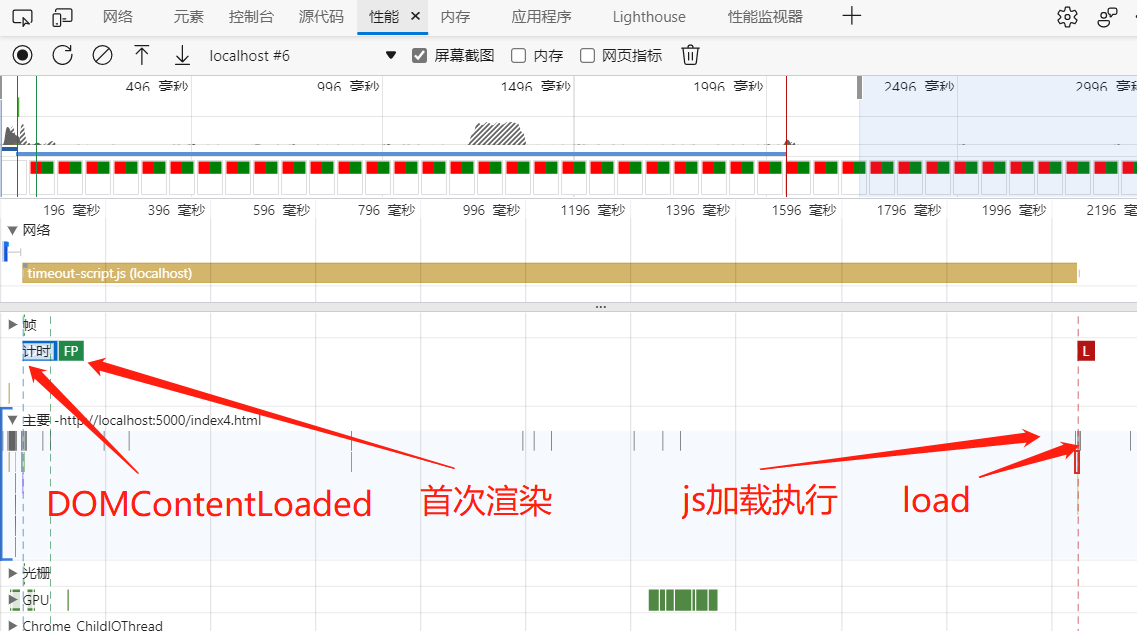 网络 元素 控制台 源代码 性能 内存 应用程序 Lighthouse 性能监视器
localhost #6 屏幕截图 内存 网页指标
496 毫秒 996 毫秒 1496 毫秒 1996 毫秒 2496 毫秒 2996 毫秒
196 毫秒 396 毫秒 596 毫秒 796 毫秒 996 毫秒 1196 毫秒 1396 毫秒 1596 毫秒 1796 毫秒 1996 毫秒 2196 毫
网络
timeout-script.js (localhost)
帧
计时 FP L
主要 -http://localhost:5000/index4.html
DOMContentLoaded 首次渲染 js加载执行 load
光栅
GPU
Chrome_ChildIOThread